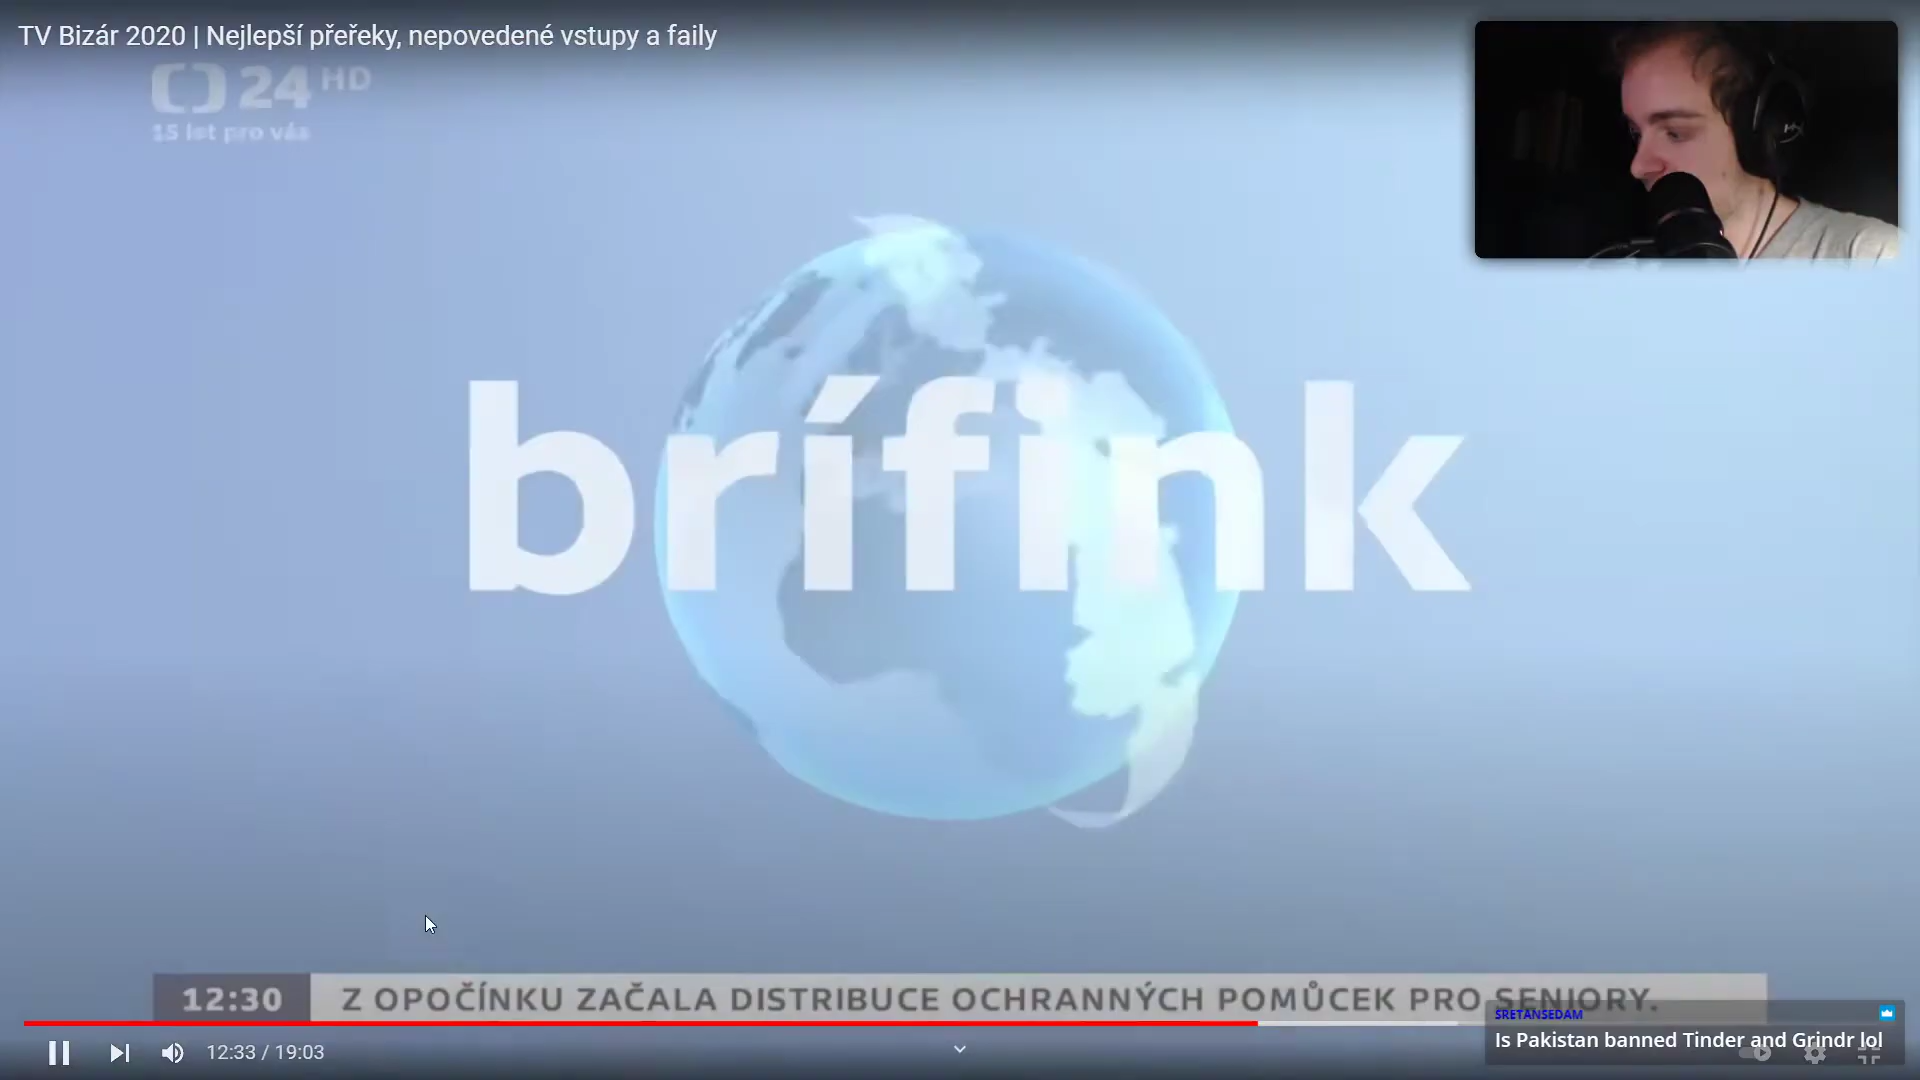 TV Bizár 2020 | Nejlepší přeřeky, nepovedené vstupy a faily
24 HD
15 let pro vás
brífink
12:30 Z OPOČÍNKU ZAČALA DISTRIBUCE OCHRANNÝCH POMŮCEK PRO SENIORY.
SRETANSEDAM
Is Pakistan banned Tinder and Grindr lol
12:33 / 19:03